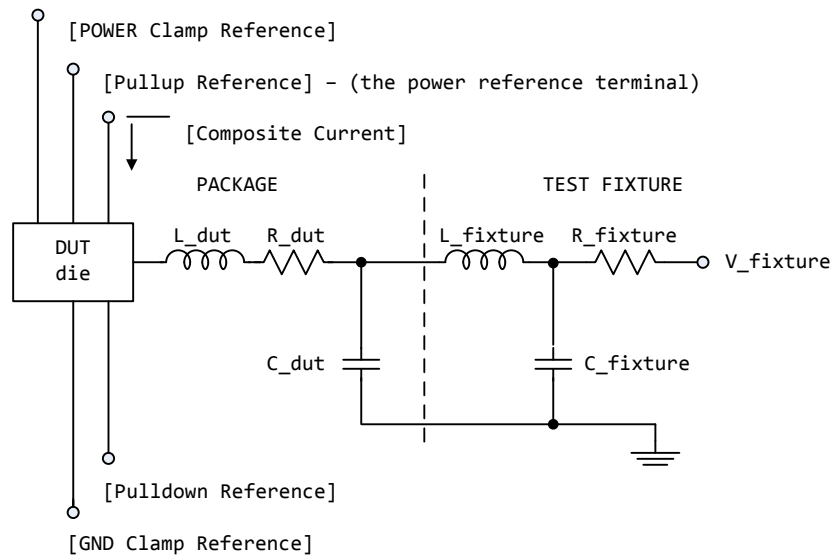 [POWER Clamp Reference]
[Pullup Reference] – (the power reference terminal)
[Composite Current]
PACKAGE
TEST FIXTURE
L_dut
R_dut
L_fixture
R_fixture
DUT
die
V_fixture
C_dut
C_fixture
[Pulldown Reference]
[GND Clamp Reference]